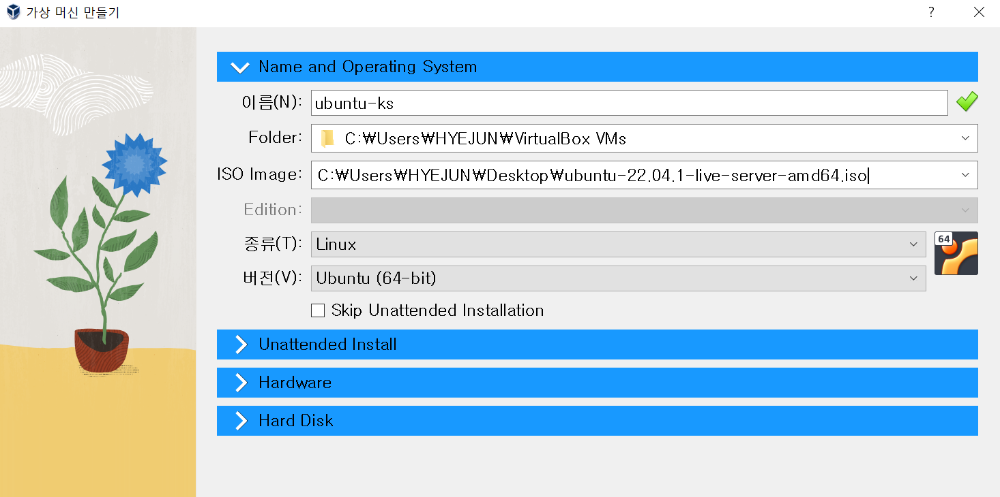 가상 머신 만들기
?
Name and Operating System
이름(N): ubuntu-ks
Folder: C:₩Users₩HYEJUN₩VirtualBox VMs
ISO Image: C:₩Users₩HYEJUN₩Desktop₩ubuntu-22.04.1-live-server-amd64.iso
Edition:
종류(T): Linux
64
버전(V): Ubuntu (64-bit)
Skip Unattended Installation
Unattended Install
Hardware
Hard Disk